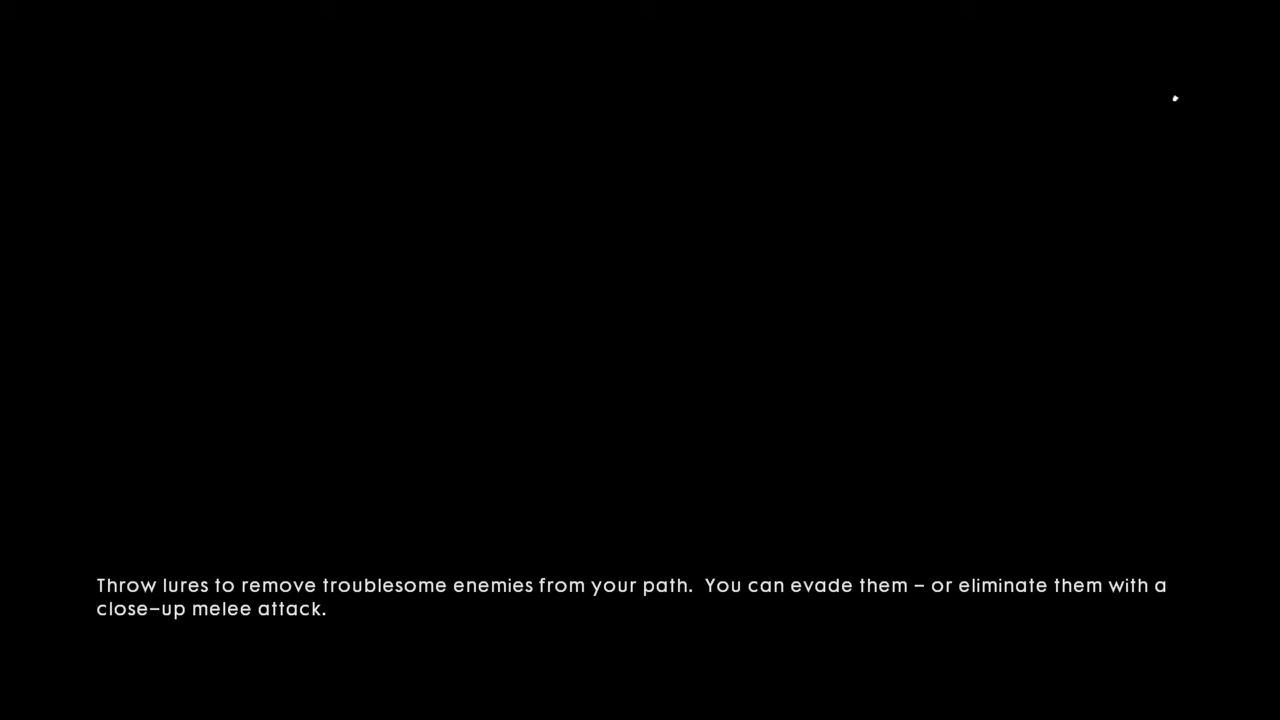 Throw lures to remove troublesome enemies from your path.  You can evade them – or eliminate them with a
close–up melee attack.